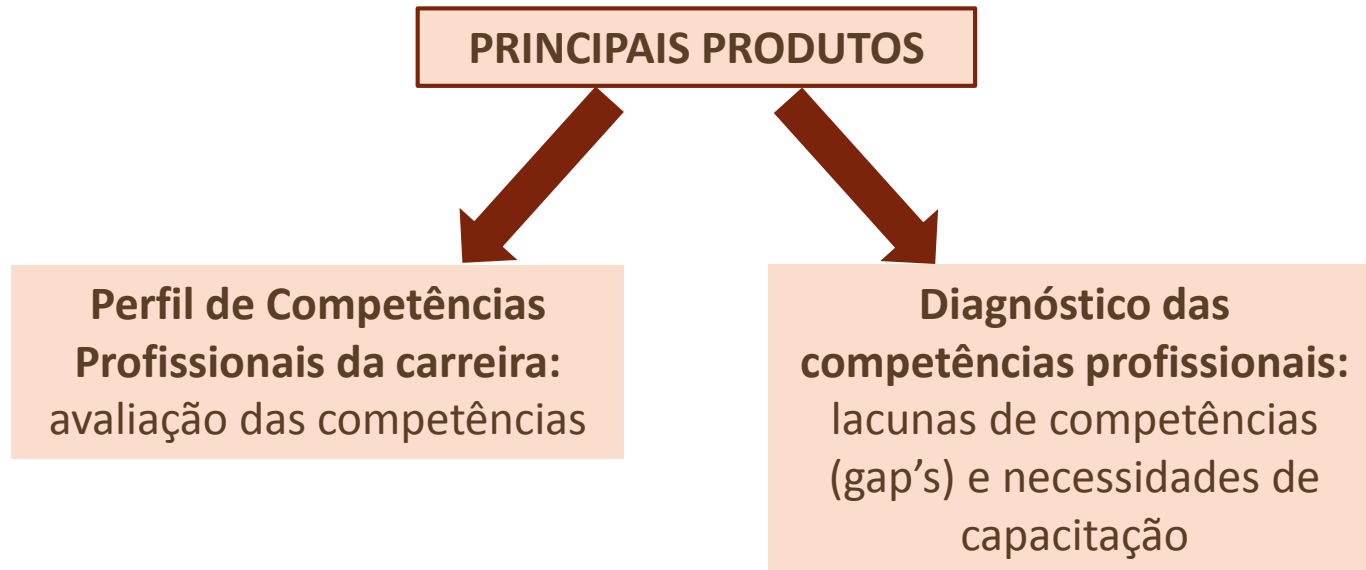 PRINCIPAIS PRODUTOS
Perfil de Competências
Profissionais da carreira:
avaliação das competências
Diagnóstico das
competências profissionais:
lacunas de competências
(gap’s) e necessidades de
capacitação